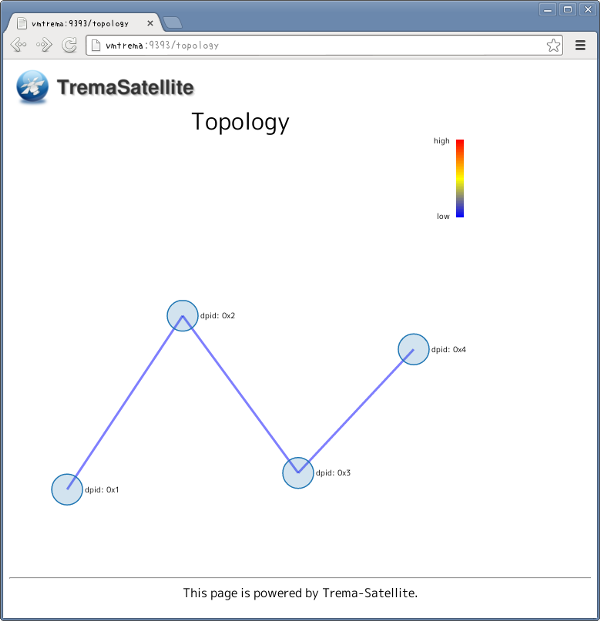 vmtrema:9393/topology
vmtrema:9393/topology
TremaSatellite
Topology
high
low
dpid: 0x2
dpid: 0x4
dpid: 0x3
dpid: 0x1
This page is powered by Trema-Satellite.